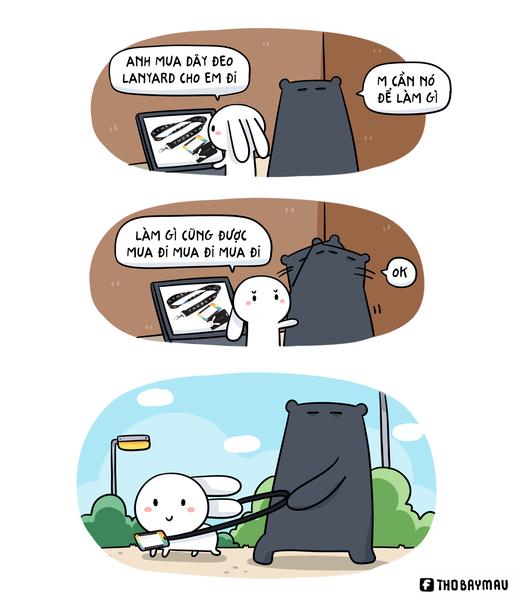 ANH MUA DÂY ĐEO
LANYARD CHO EM ĐI
M CẦN NÓ
ĐỂ LÀM GÌ
LÀM GÌ CŨNG ĐƯỢC
MUA ĐI MUA ĐI MUA ĐI
OK
THOBAYMAU